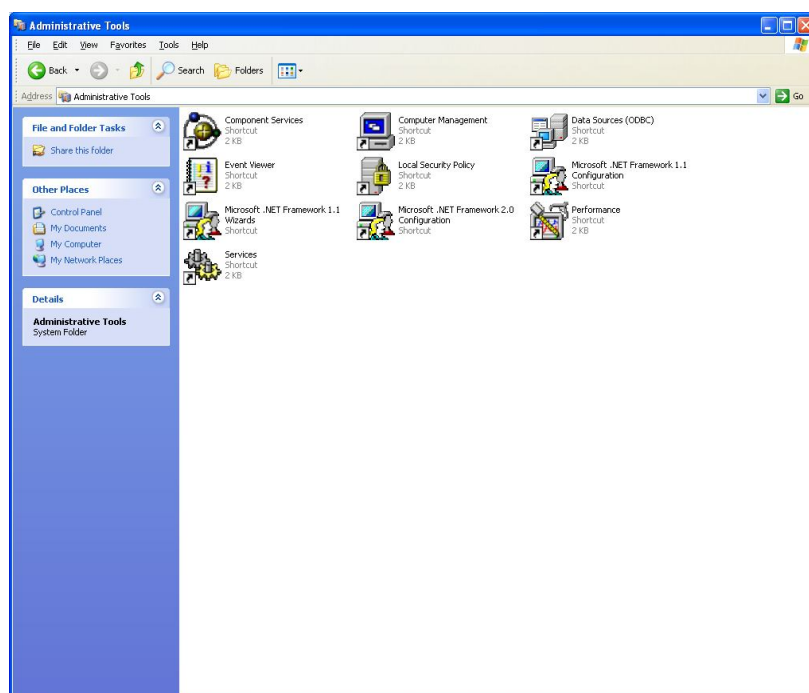 Administrative Tools
File Edit View Favorites Tools Help
Back Search Folders
Address Administrative Tools Go
File and Folder Tasks
Share this folder
Other Places
Control Panel
My Documents
My Computer
My Network Places
Details
Administrative Tools
System Folder
Component Services
Shortcut
2 KB
Computer Management
Shortcut
2 KB
Data Sources (ODBC)
Shortcut
2 KB
Event Viewer
Shortcut
2 KB
Local Security Policy
Shortcut
2 KB
Microsoft .NET Framework 1.1
Configuration
Shortcut
Microsoft .NET Framework 1.1
Wizards
Shortcut
Microsoft .NET Framework 2.0
Configuration
Shortcut
Performance
Shortcut
2 KB
Services
Shortcut
2 KB